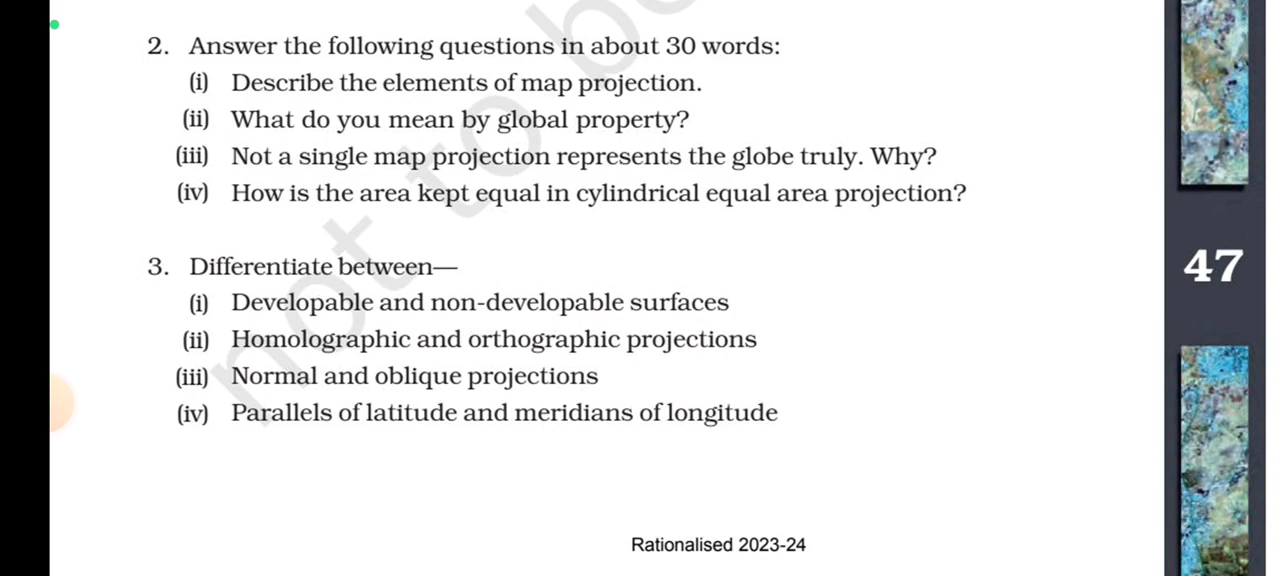 2. Answer the following questions in about 30 words:
(i) Describe the elements of map projection.
(ii) What do you mean by global property?
(iii) Not a single map projection represents the globe truly. Why?
(iv) How is the area kept equal in cylindrical equal area projection?
3. Differentiate between—
(i) Developable and non-developable surfaces
(ii) Homolographic and orthographic projections
(iii) Normal and oblique projections
(iv) Parallels of latitude and meridians of longitude
47
Rationalised 2023-24
not to be